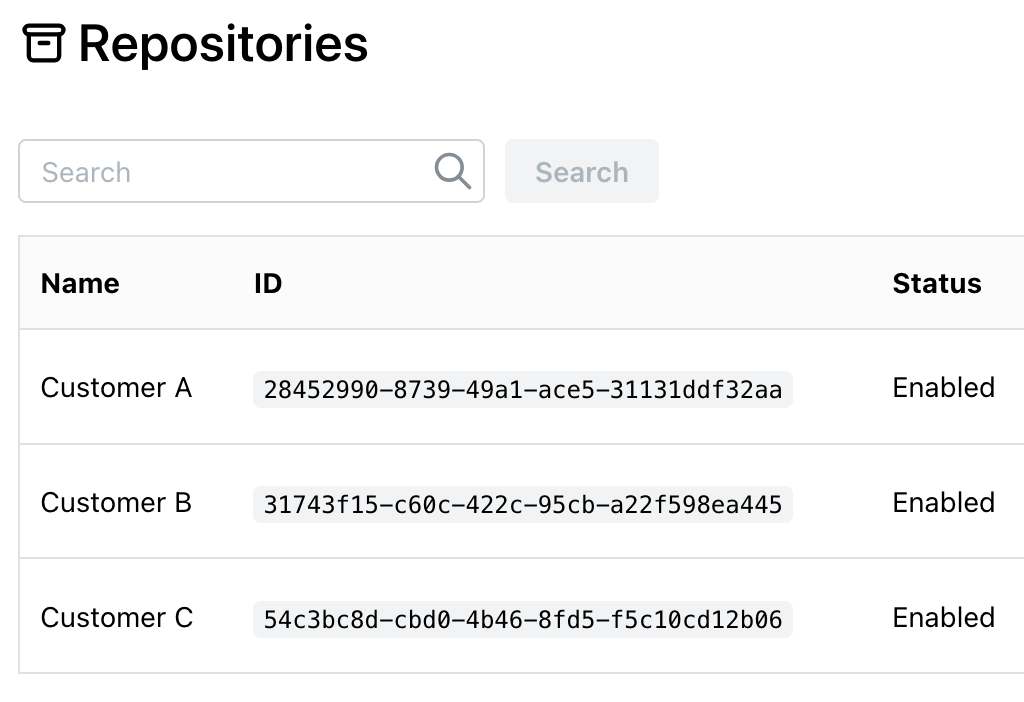 Repositories
Search Search
Name ID Status
Customer A 28452990-8739-49a1-ace5-31131ddf32aa Enabled
Customer B 31743f15-c60c-422c-95cb-a22f598ea445 Enabled
Customer C 54c3bc8d-cbd0-4b46-8fd5-f5c10cd12b06 Enabled